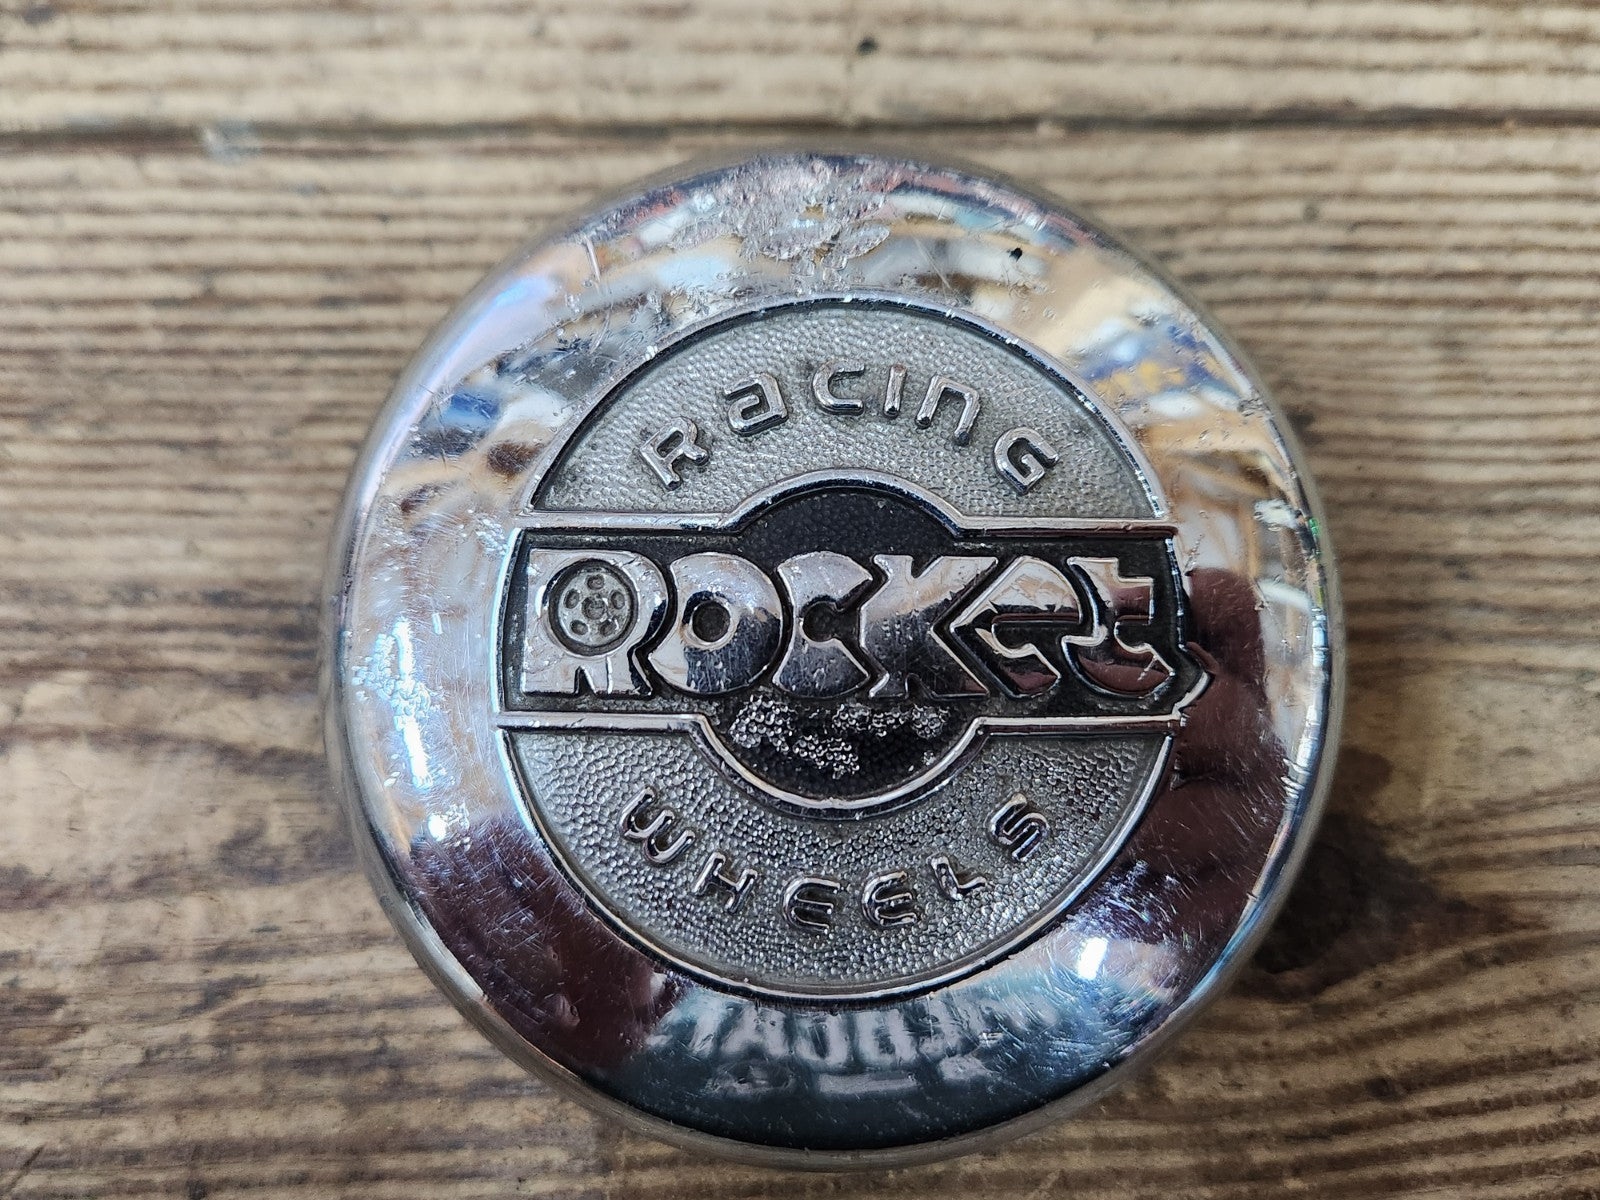 RacinG
ROCKet
WHEELS